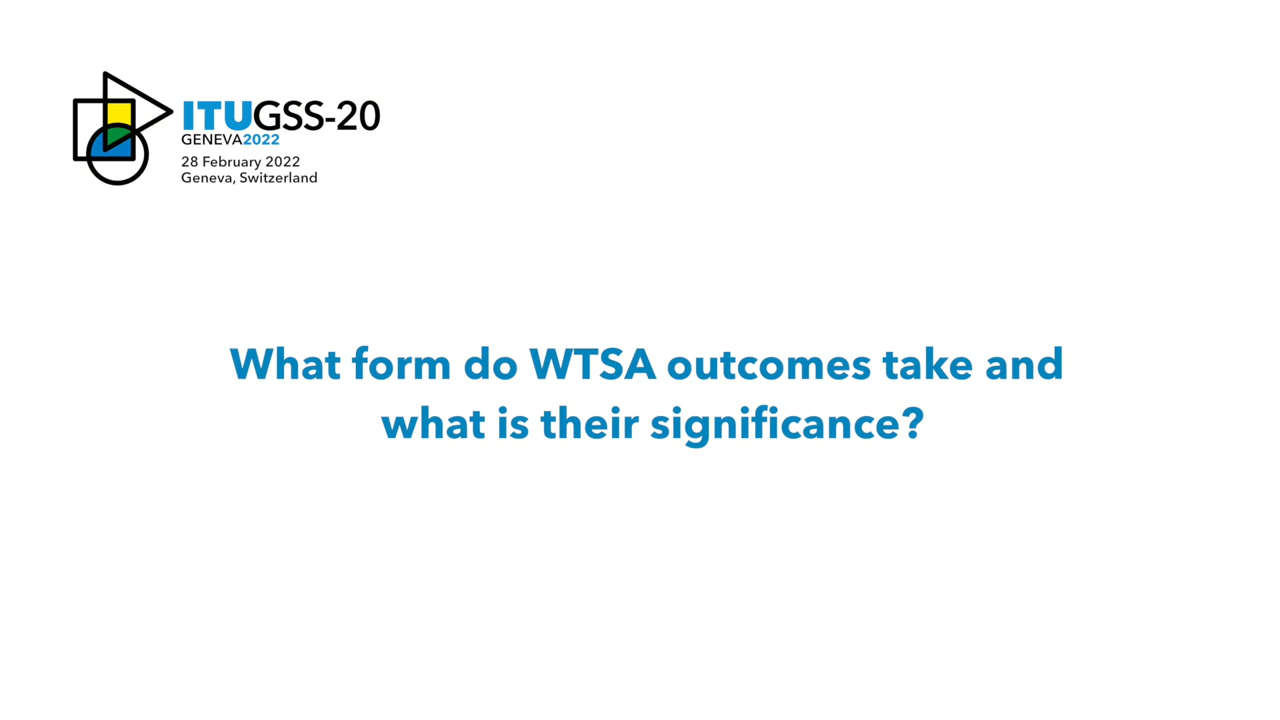 ITUGSS-20
GENEVA2022
28 February 2022
Geneva, Switzerland
What form do WTSA outcomes take and
what is their significance?